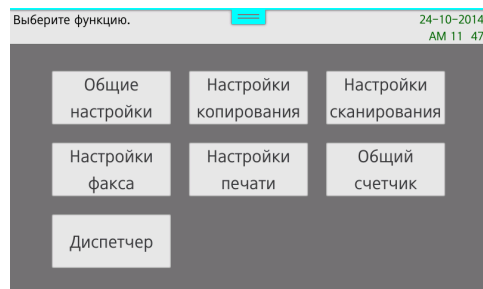 Выберите функцию.
24-10-2014
AM 11 47
Общие настройки
Настройки копирования
Настройки сканирования
Настройки факса
Настройки печати
Общий счетчик
Диспетчер